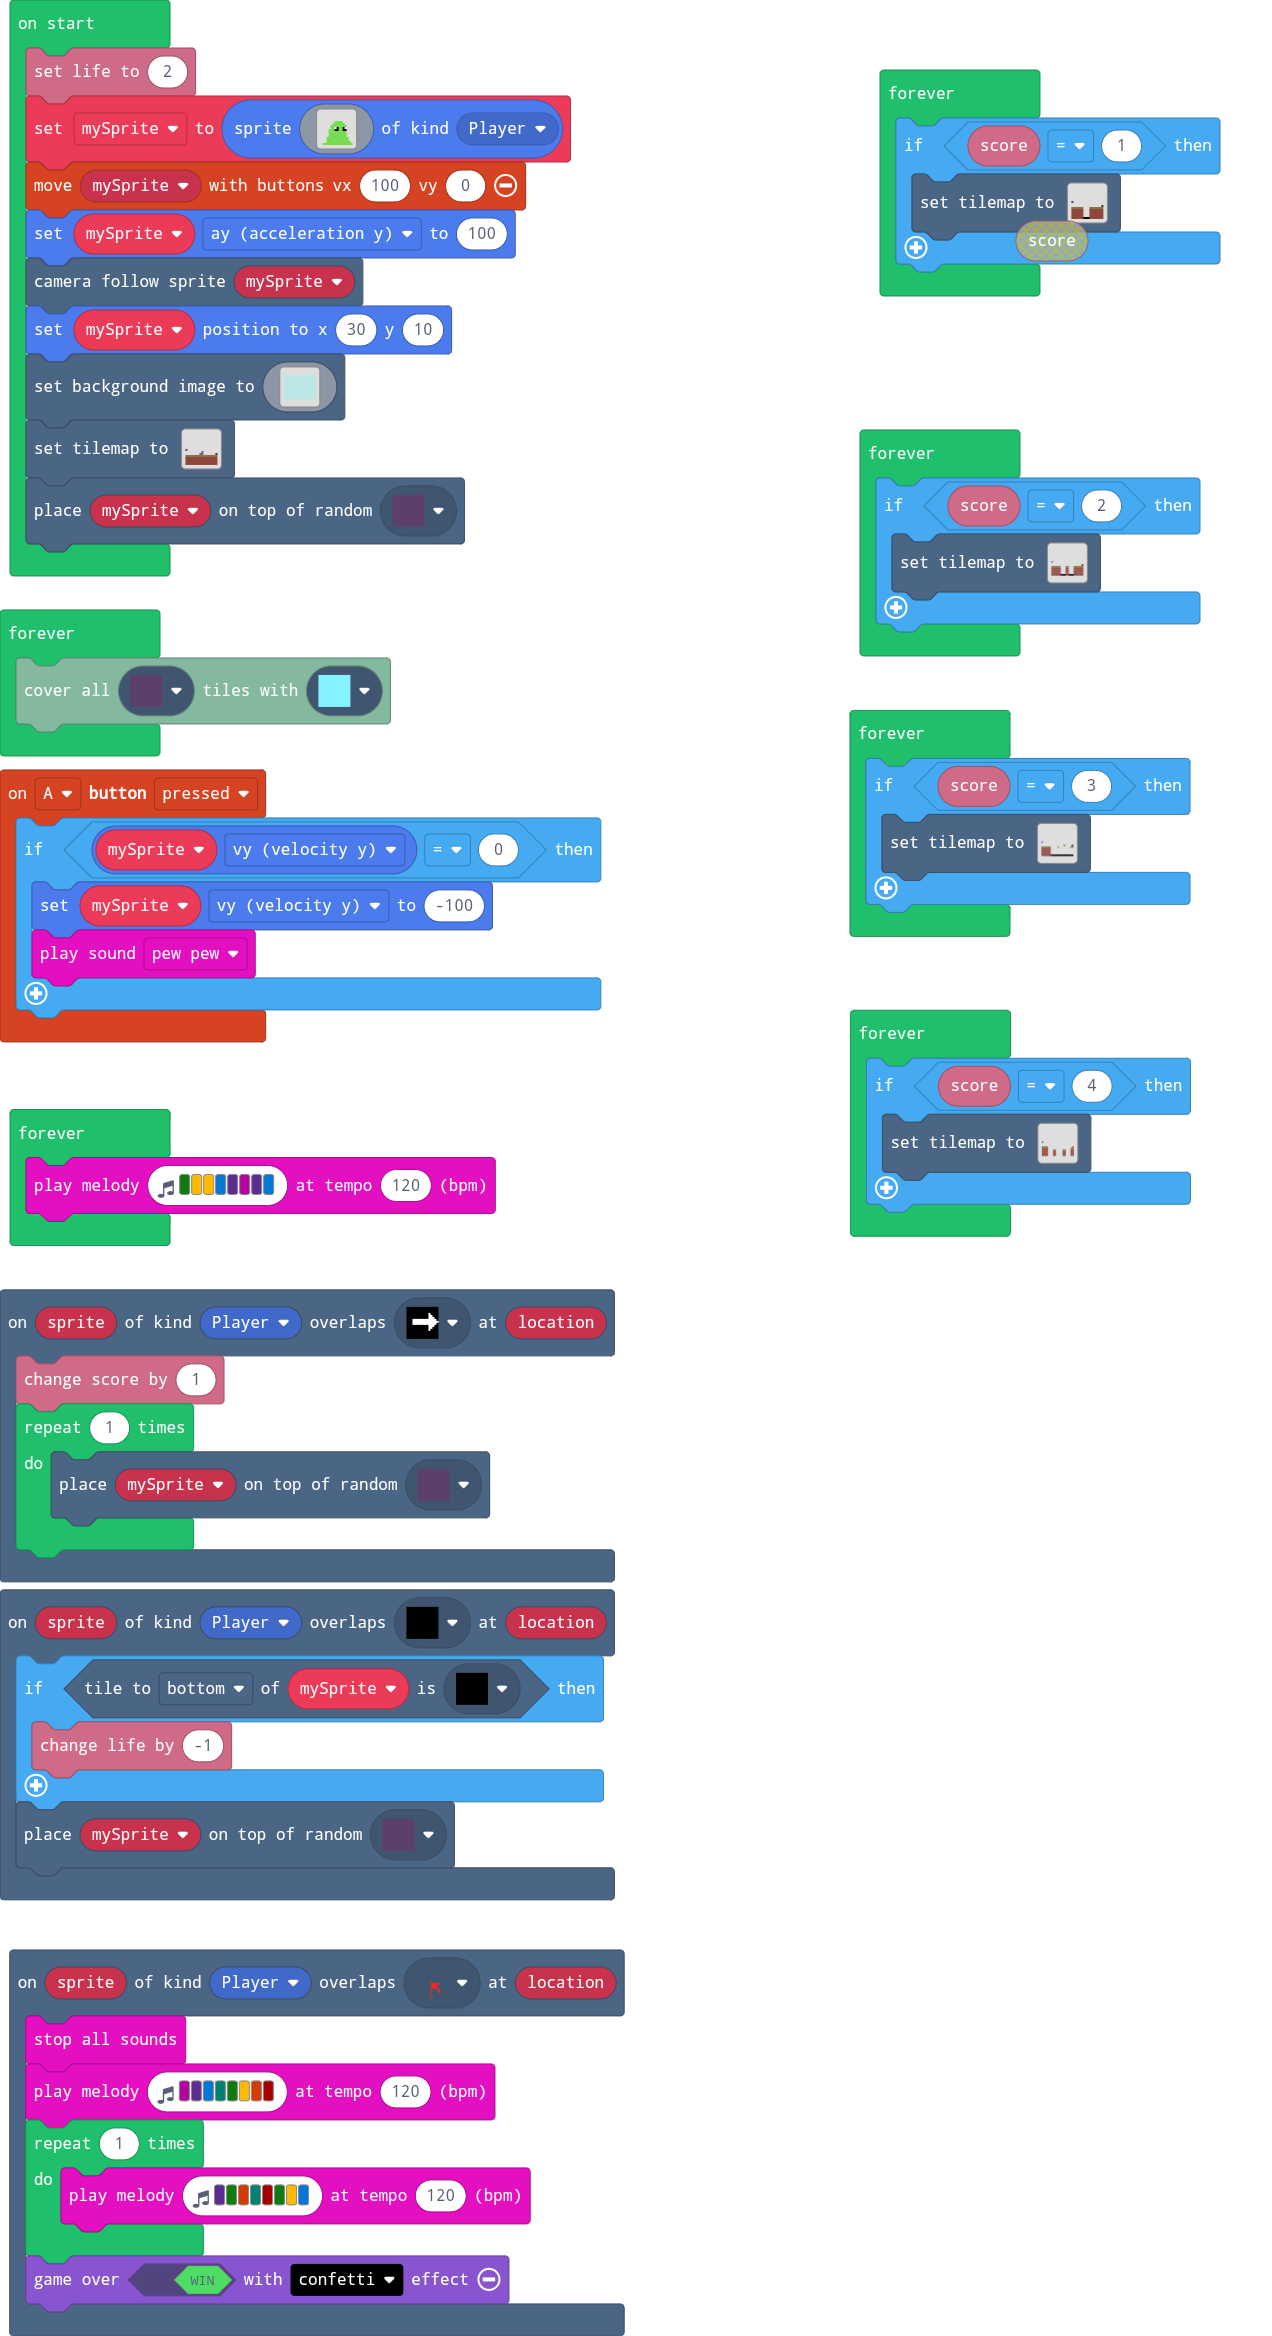 on start
set life to 2
set mySprite to sprite of kind Player
move mySprite with buttons vx 100 vy 0
set mySprite ay (acceleration y) to 100
camera follow sprite mySprite
set mySprite position to x 30 y 10
set background image to
set tilemap to
place mySprite on top of random
forever
cover all tiles with
on A button pressed
if mySprite vy (velocity y) = 0 then
set mySprite vy (velocity y) to -100
play sound pew pew
forever
play melody at tempo 120 (bpm)
on sprite of kind Player overlaps at location
change score by 1
repeat 1 times
do place mySprite on top of random
on sprite of kind Player overlaps at location
if tile to bottom of mySprite is then
change life by -1
place mySprite on top of random
on sprite of kind Player overlaps at location
stop all sounds
play melody at tempo 120 (bpm)
repeat 1 times
do play melody at tempo 120 (bpm)
game over WIN with confetti effect
forever
if score = 1 then
set tilemap to
score
forever
if score = 2 then
set tilemap to
forever
if score = 3 then
set tilemap to
forever
if score = 4 then
set tilemap to